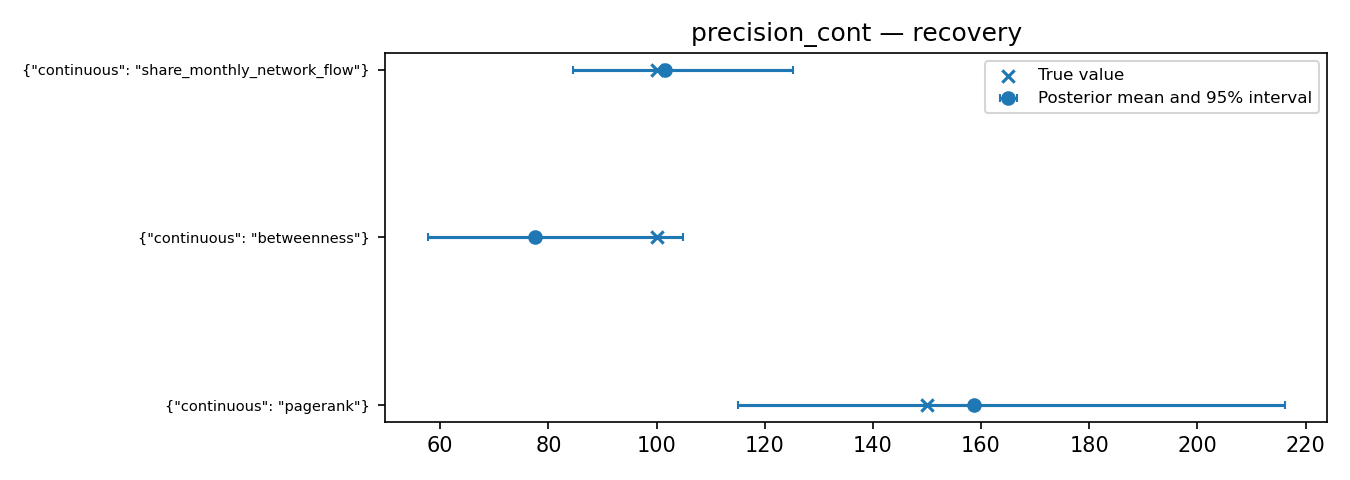 precision_cont — recovery
{"continuous": "share_monthly_network_flow"}
{"continuous": "betweenness"}
{"continuous": "pagerank"}
True value
Posterior mean and 95% interval
60 80 100 120 140 160 180 200 220